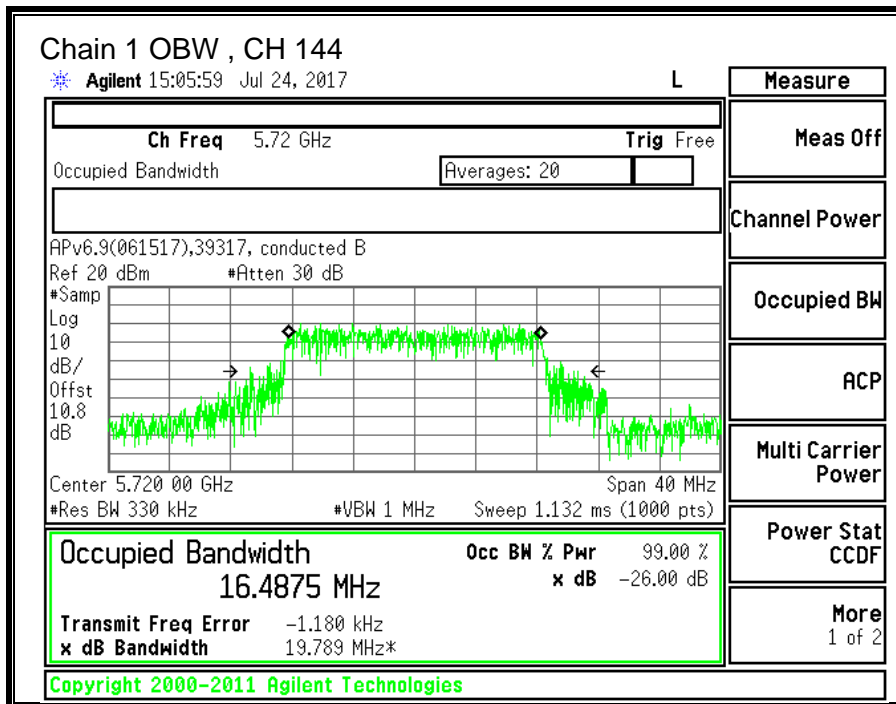 Chain 1 OBW , CH 144
Agilent 15:05:59 Jul 24, 2017 L
Measure
Ch Freq 5.72 GHz Trig Free
Meas Off
Occupied Bandwidth Averages: 20
Channel Power
APv6.9(061517),39317, conducted B
Ref 20 dBm #Atten 30 dB
#Samp
Log
10
dB/
Offst
10.8
dB
Occupied BW
ACP
Multi Carrier
Power
Center 5.720 00 GHz Span 40 MHz
#Res BW 330 kHz #VBW 1 MHz Sweep 1.132 ms (1000 pts)
Occupied Bandwidth Occ BW % Pwr 99.00 %
16.4875 MHz x dB -26.00 dB
Power Stat
CCDF
Transmit Freq Error -1.180 kHz
x dB Bandwidth 19.789 MHz*
More
1 of 2
Copyright 2000-2011 Agilent Technologies